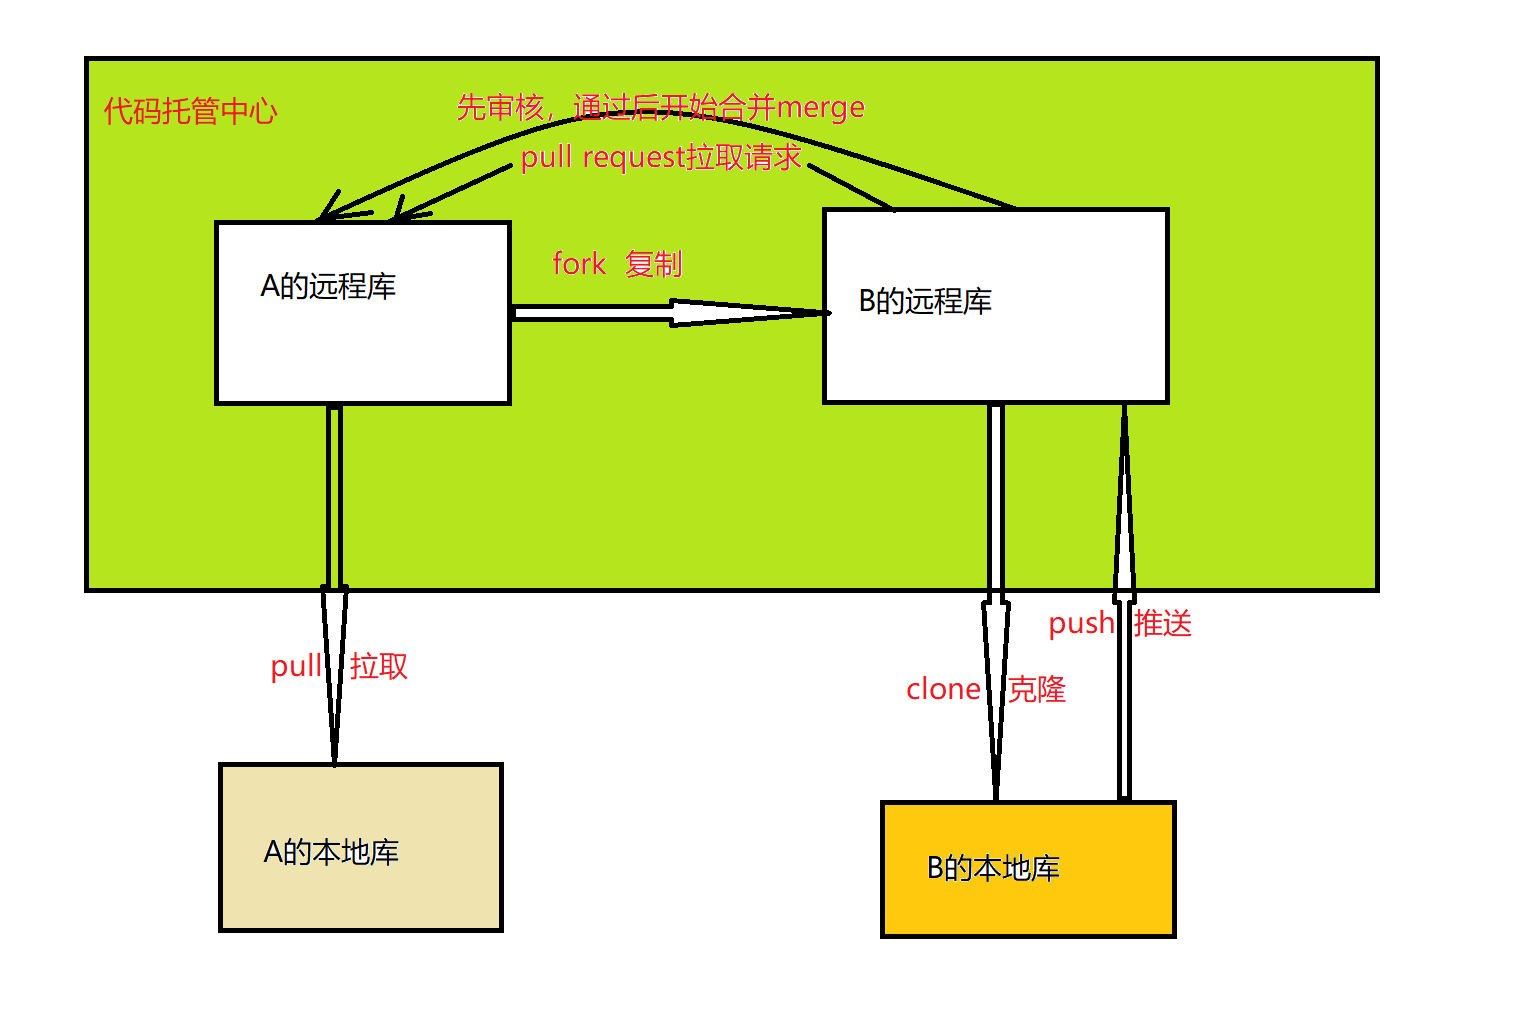 代码托管中心
先审核，通过后开始合并merge
pull request拉取请求
fork 复制
A的远程库
B的远程库
push 推送
pull 拉取
clone 克隆
A的本地库
B的本地库